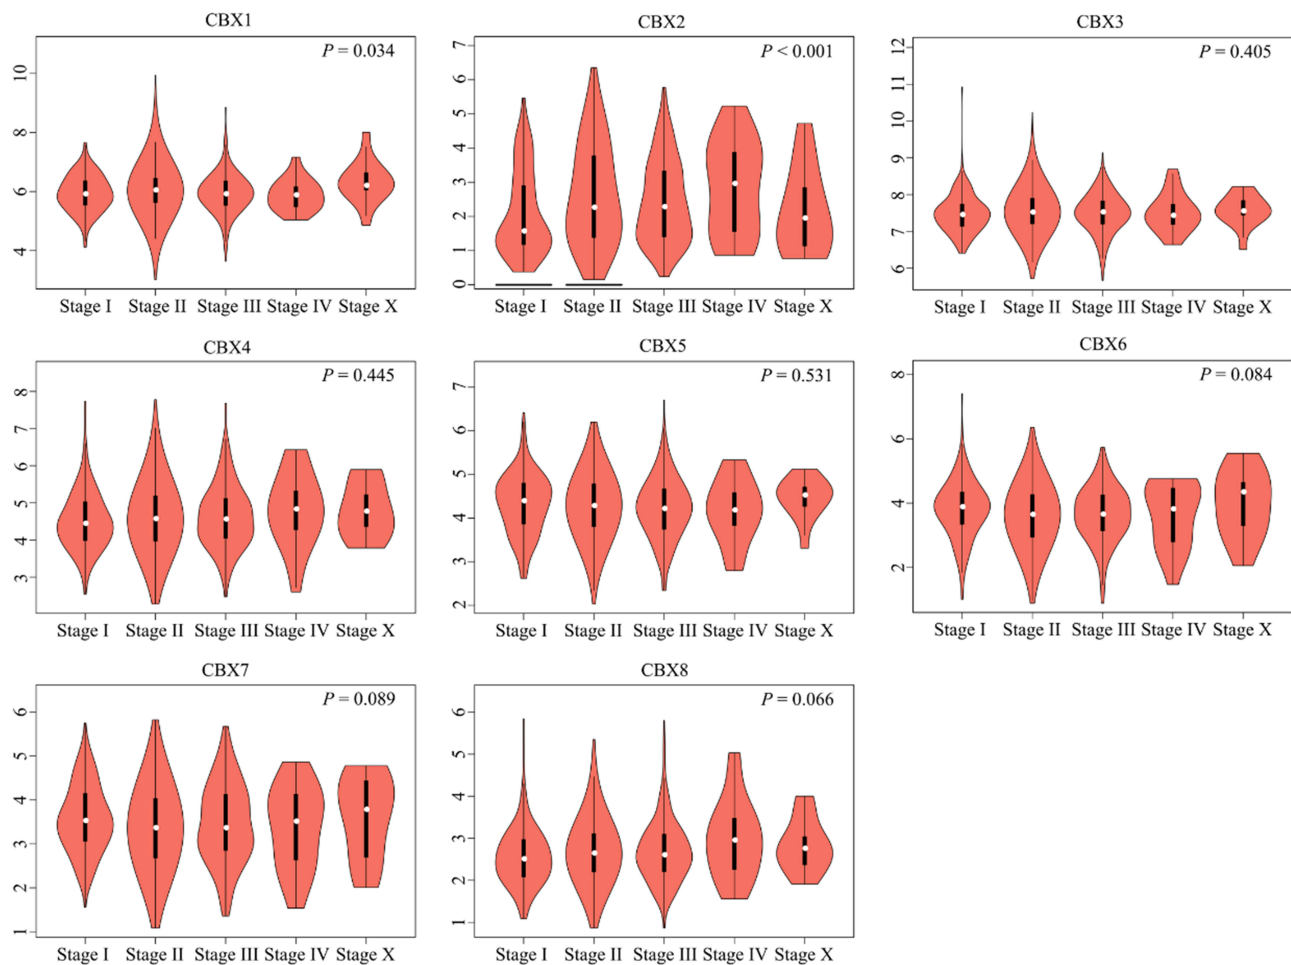 CBX1
P = 0.034
10
8
6
4
Stage I Stage II Stage III Stage IV Stage X
CBX2
P < 0.001
7
6
5
4
3
2
1
0
Stage I Stage II Stage III Stage IV Stage X
CBX3
P = 0.405
12
11
10
9
8
7
6
Stage I Stage II Stage III Stage IV Stage X
CBX4
P = 0.445
8
7
6
5
4
3
Stage I Stage II Stage III Stage IV Stage X
CBX5
P = 0.531
7
6
5
4
3
2
Stage I Stage II Stage III Stage IV Stage X
CBX6
P = 0.084
8
6
4
2
Stage I Stage II Stage III Stage IV Stage X
CBX7
P = 0.089
6
5
4
3
2
1
Stage I Stage II Stage III Stage IV Stage X
CBX8
P = 0.066
6
5
4
3
2
1
Stage I Stage II Stage III Stage IV Stage X